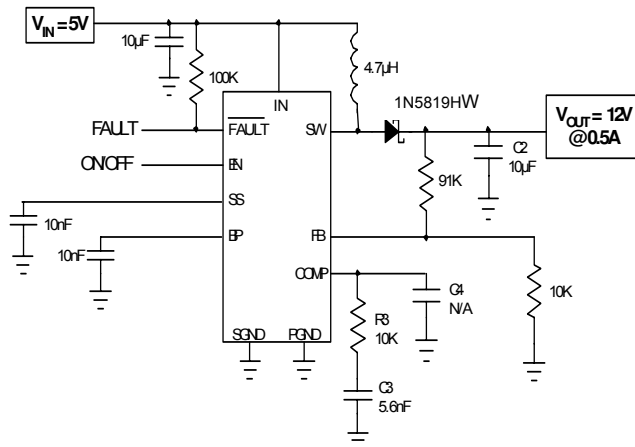 VIN = 5V
10µF
100K
4.7µH
1N5819HW
VOUT = 12V
@0.5A
IN
FAULT
FAULT
SW
C2
10µF
ON/OFF
EN
91K
SS
10nF
BP
FB
10nF
COMP
C4
N/A
10K
R3
10K
SGND
PGND
C3
5.6nF